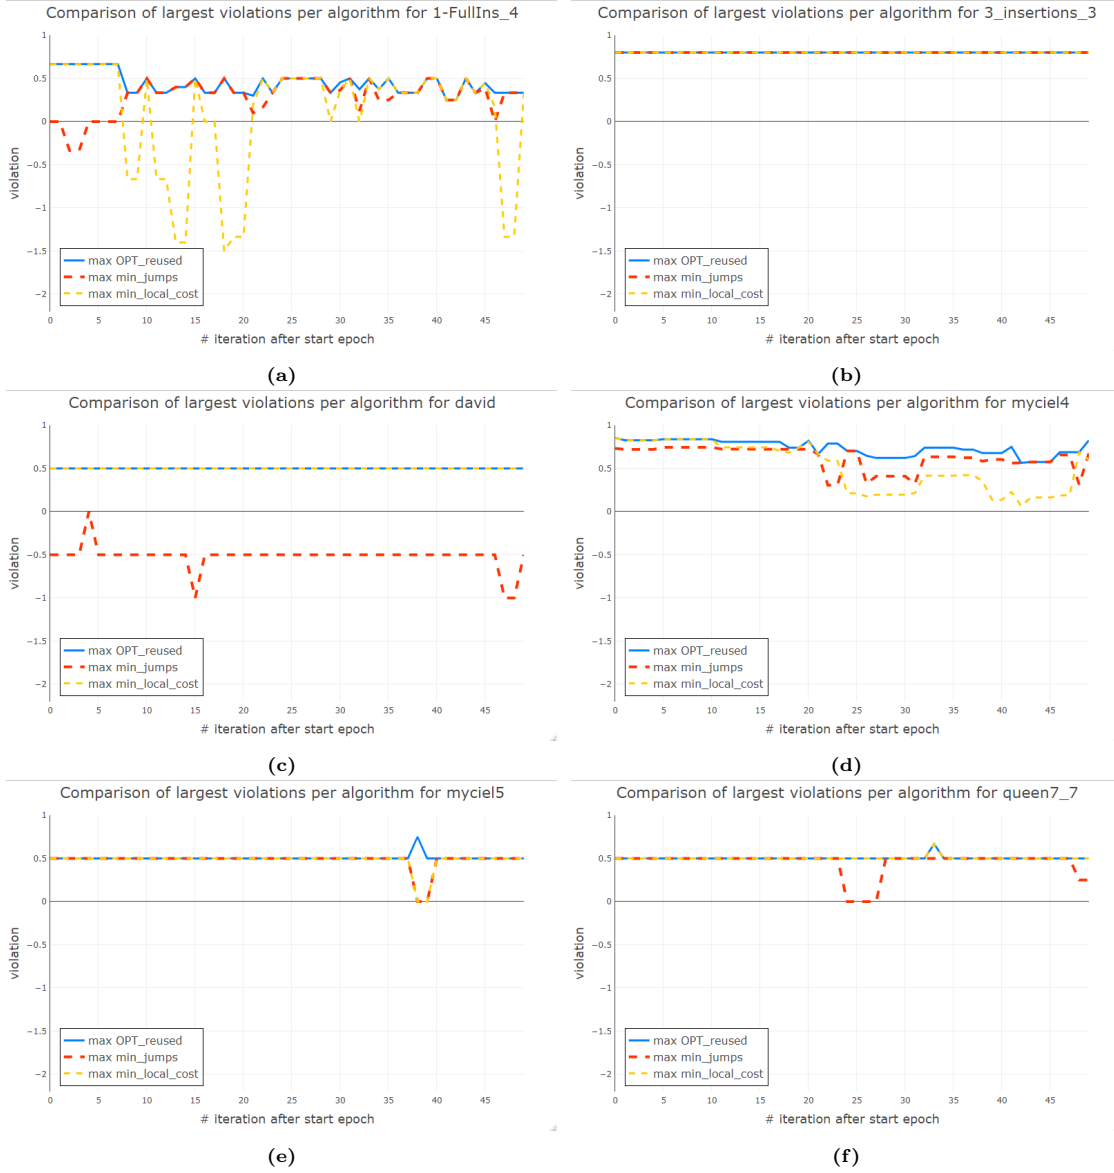 Comparison of largest violations per algorithm for 1-FullIns_4
1
0.5
0
−0.5
−1
−1.5
−2
violation
max OPT_reused
max min_jumps
max min_local_cost
0 5 10 15 20 25 30 35 40 45
# iteration after start epoch
(a)
Comparison of largest violations per algorithm for 3_insertions_3
1
0.5
0
−0.5
−1
−1.5
−2
violation
max OPT_reused
max min_jumps
max min_local_cost
0 5 10 15 20 25 30 35 40 45
# iteration after start epoch
(b)
Comparison of largest violations per algorithm for david
1
0.5
0
−0.5
−1
−1.5
−2
violation
max OPT_reused
max min_jumps
max min_local_cost
0 5 10 15 20 25 30 35 40 45
# iteration after start epoch
(c)
Comparison of largest violations per algorithm for myciel4
1
0.5
0
−0.5
−1
−1.5
−2
violation
max OPT_reused
max min_jumps
max min_local_cost
0 5 10 15 20 25 30 35 40 45
# iteration after start epoch
(d)
Comparison of largest violations per algorithm for myciel5
1
0.5
0
−0.5
−1
−1.5
−2
violation
max OPT_reused
max min_jumps
max min_local_cost
0 5 10 15 20 25 30 35 40 45
# iteration after start epoch
(e)
Comparison of largest violations per algorithm for queen7_7
1
0.5
0
−0.5
−1
−1.5
−2
violation
max OPT_reused
max min_jumps
max min_local_cost
0 5 10 15 20 25 30 35 40 45
# iteration after start epoch
(f)